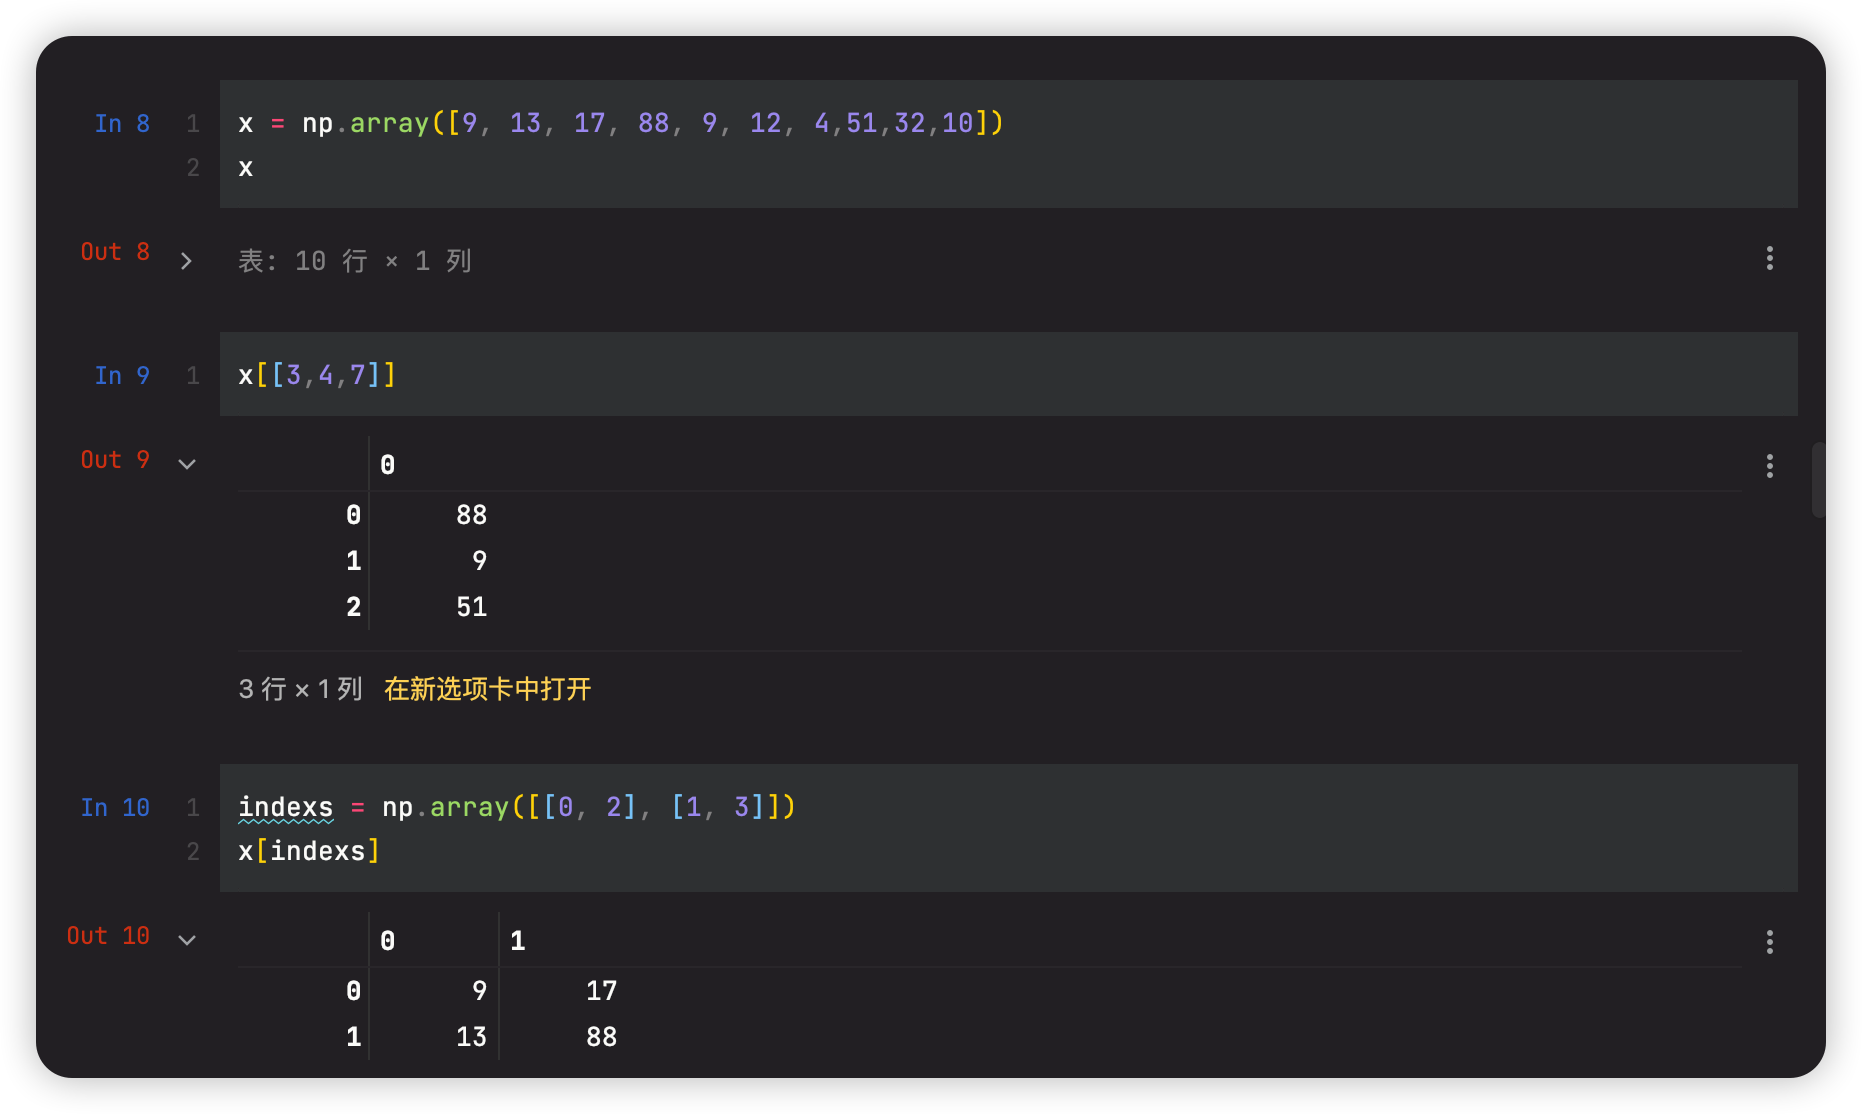 In 8 1 x = np.array([9, 13, 17, 88, 9, 12, 4,51,32,10])
2 x
Out 8 表: 10 行 × 1 列
In 9 1 x[[3,4,7]]
Out 9 0
0 88
1 9
2 51
3 行 × 1 列 在新选项卡中打开
In 10 1 indexs = np.array([[0, 2], [1, 3]])
2 x[indexs]
Out 10 0 1
0 9 17
1 13 88